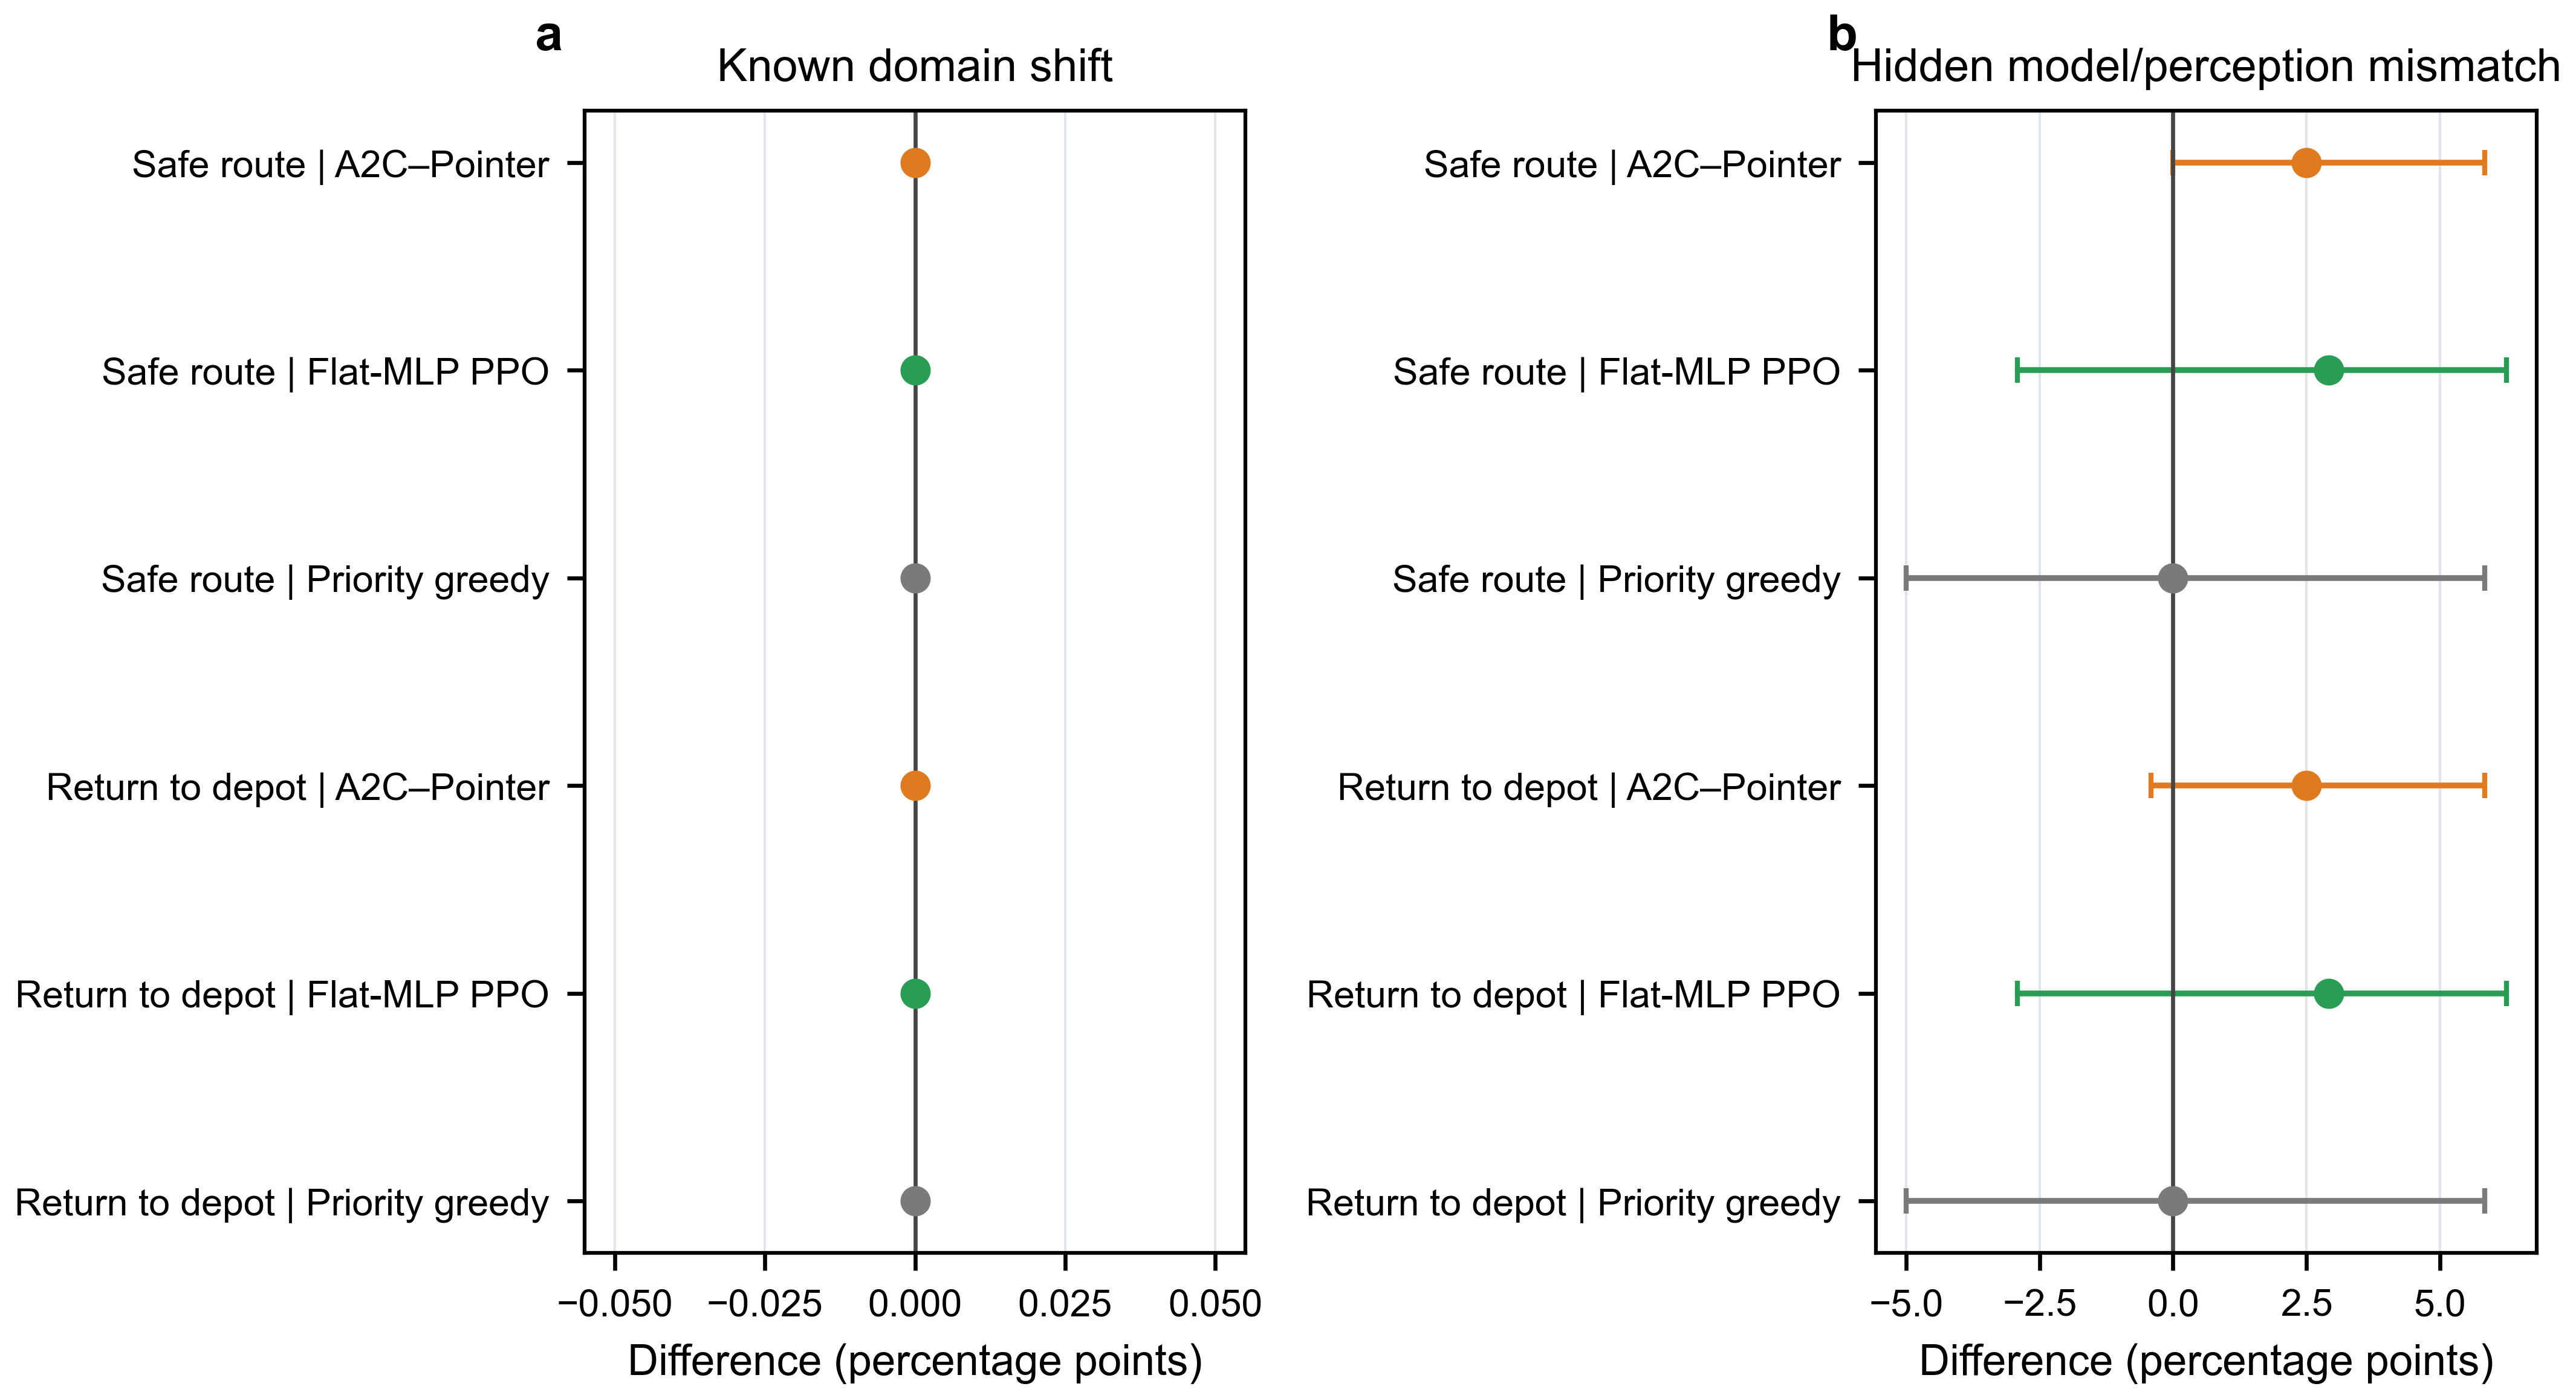 a
Known domain shift
Safe route | A2C–Pointer
Safe route | Flat-MLP PPO
Safe route | Priority greedy
Return to depot | A2C–Pointer
Return to depot | Flat-MLP PPO
Return to depot | Priority greedy
−0.050 −0.025 0.000 0.025 0.050
Difference (percentage points)
b
Hidden model/perception mismatch
Safe route | A2C–Pointer
Safe route | Flat-MLP PPO
Safe route | Priority greedy
Return to depot | A2C–Pointer
Return to depot | Flat-MLP PPO
Return to depot | Priority greedy
−5.0 −2.5 0.0 2.5 5.0
Difference (percentage points)